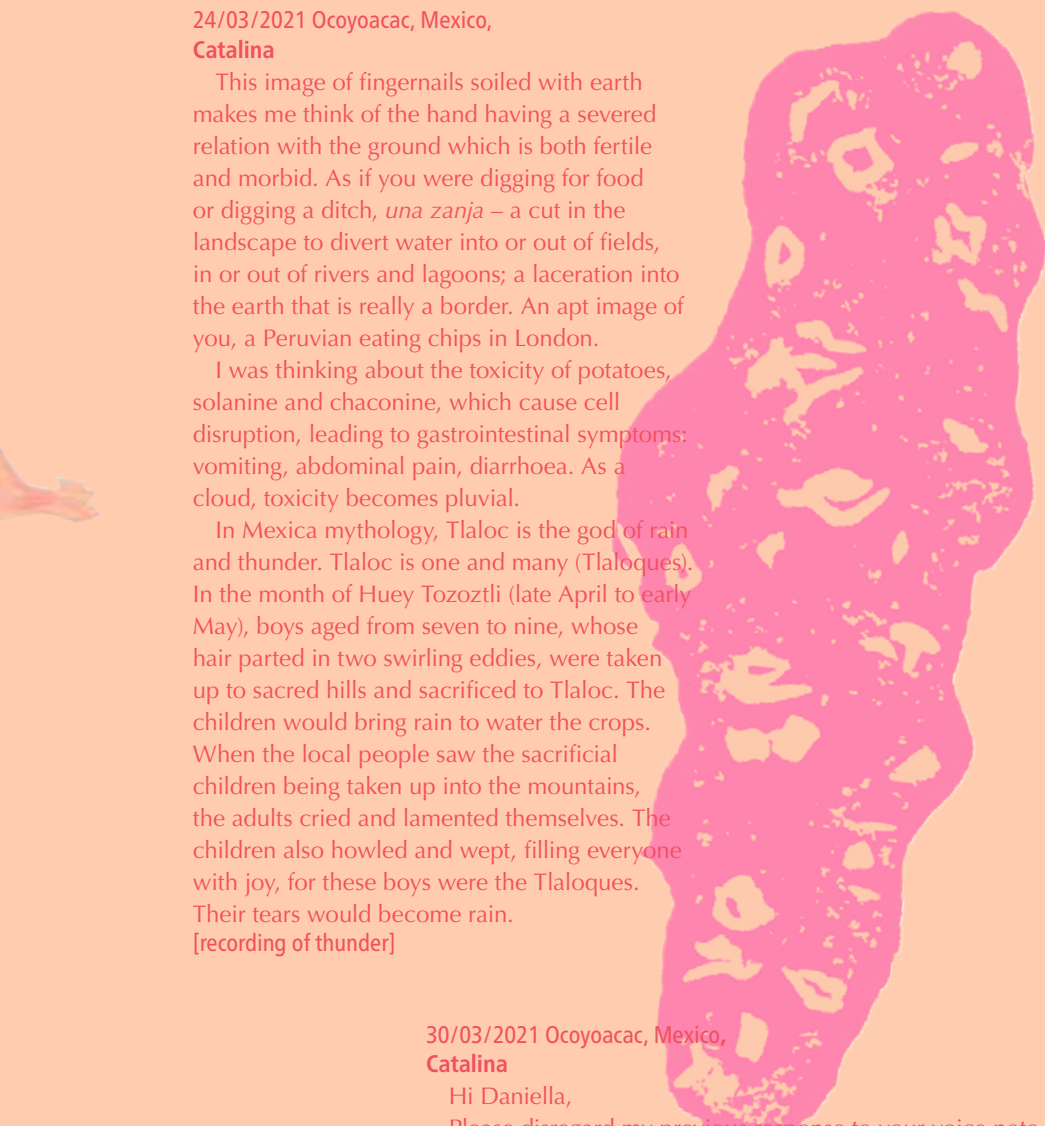 24/03/2021 Ocoyoacac, Mexico,
Catalina
This image of fingernails soiled with earth
makes me think of the hand having a severed
relation with the ground which is both fertile
and morbid. As if you were digging for food
or digging a ditch, una zanja – a cut in the
landscape to divert water into or out of fields,
in or out of rivers and lagoons; a laceration into
the earth that is really a border. An apt image of
you, a Peruvian eating chips in London.
I was thinking about the toxicity of potatoes,
solanine and chaconine, which cause cell
disruption, leading to gastrointestinal symptoms:
vomiting, abdominal pain, diarrhoea. As a
cloud, toxicity becomes pluvial.
In Mexica mythology, Tlaloc is the god of rain
and thunder. Tlaloc is one and many (Tlaloques).
In the month of Huey Tozoztli (late April to early
May), boys aged from seven to nine, whose
hair parted in two swirling eddies, were taken
up to sacred hills and sacrificed to Tlaloc. The
children would bring rain to water the crops.
When the local people saw the sacrificial
children being taken up into the mountains,
the adults cried and lamented themselves. The
children also howled and wept, filling everyone
with joy, for these boys were the Tlaloques.
Their tears would become rain.
[recording of thunder]
30/03/2021 Ocoyoacac, Mexico,
Catalina
Hi Daniella,
Please disregard my previous response to your voice note